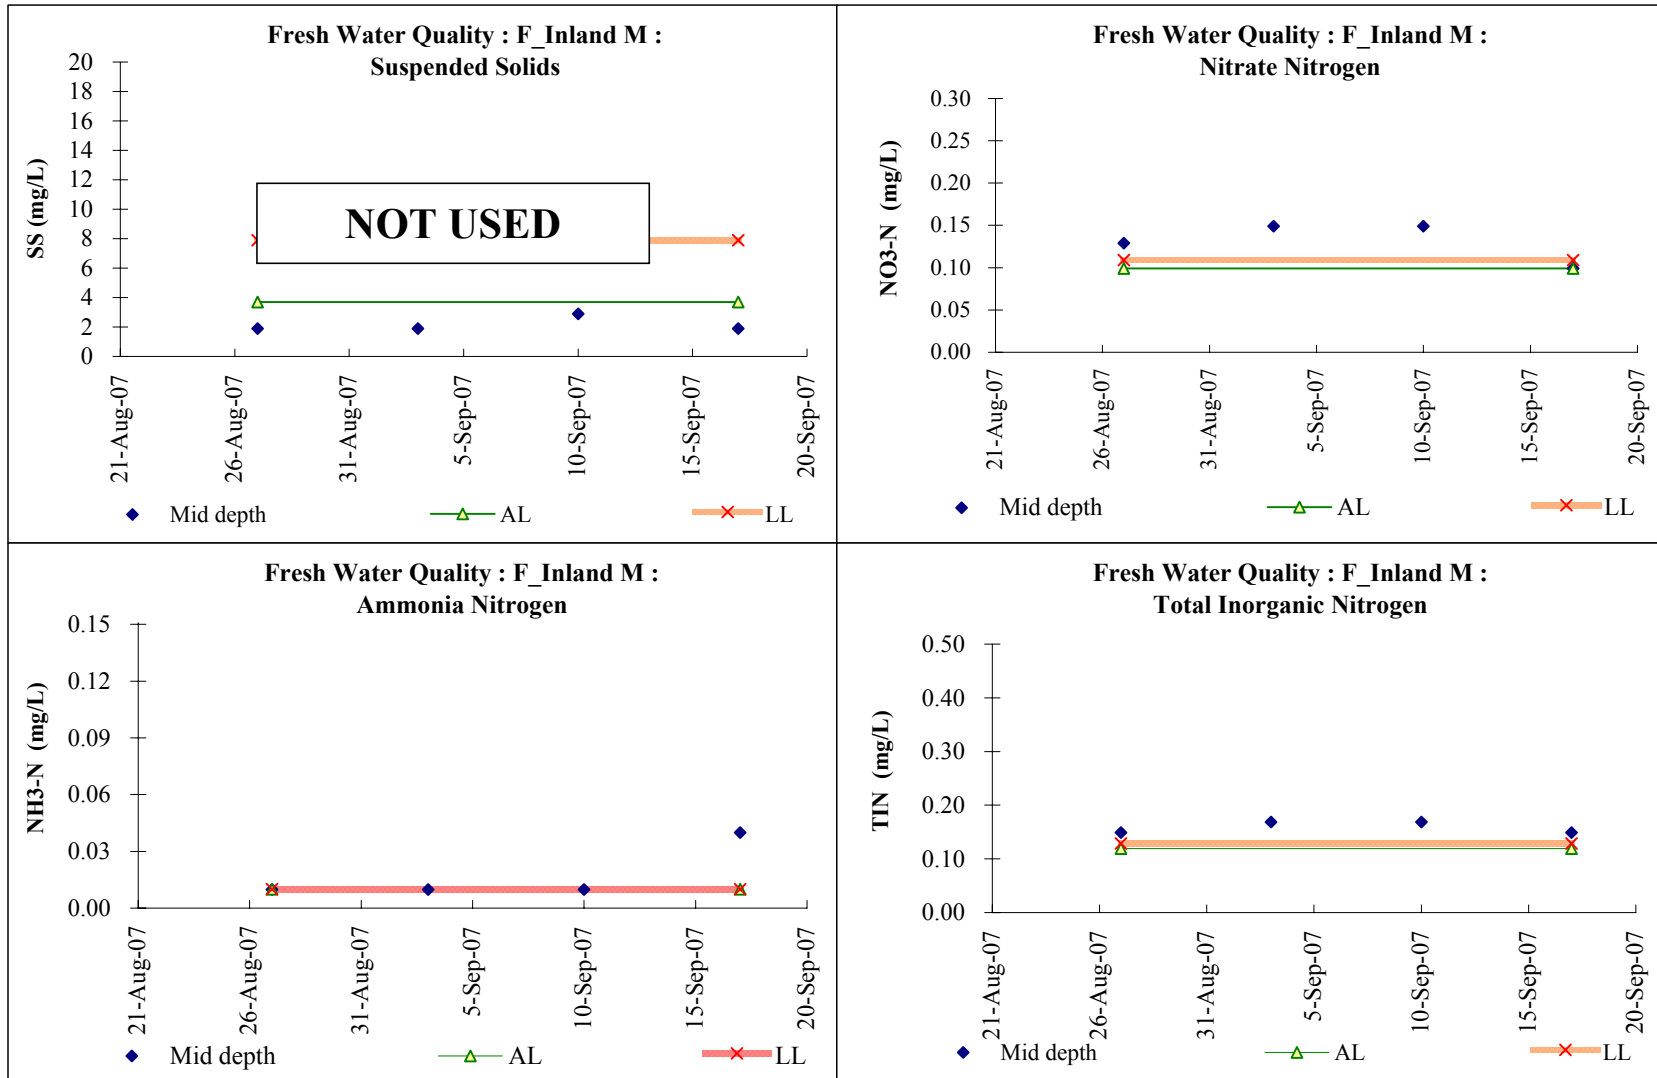 Fresh Water Quality : F_Inland M :
Suspended Solids
20
18
16
14
12
10
8
6
4
2
0
SS (mg/L)
NOT USED
21-Aug-07
26-Aug-07
31-Aug-07
5-Sep-07
10-Sep-07
15-Sep-07
20-Sep-07
Mid depth
AL
LL
Fresh Water Quality : F_Inland M :
Nitrate Nitrogen
0.30
0.25
0.20
0.15
0.10
0.05
0.00
NO3-N (mg/L)
21-Aug-07
26-Aug-07
31-Aug-07
5-Sep-07
10-Sep-07
15-Sep-07
20-Sep-07
Mid depth
AL
LL
Fresh Water Quality : F_Inland M :
Ammonia Nitrogen
0.15
0.12
0.09
0.06
0.03
0.00
NH3-N (mg/L)
21-Aug-07
26-Aug-07
31-Aug-07
5-Sep-07
10-Sep-07
15-Sep-07
20-Sep-07
Mid depth
AL
LL
Fresh Water Quality : F_Inland M :
Total Inorganic Nitrogen
0.50
0.40
0.30
0.20
0.10
0.00
TIN (mg/L)
21-Aug-07
26-Aug-07
31-Aug-07
5-Sep-07
10-Sep-07
15-Sep-07
20-Sep-07
Mid depth
AL
LL